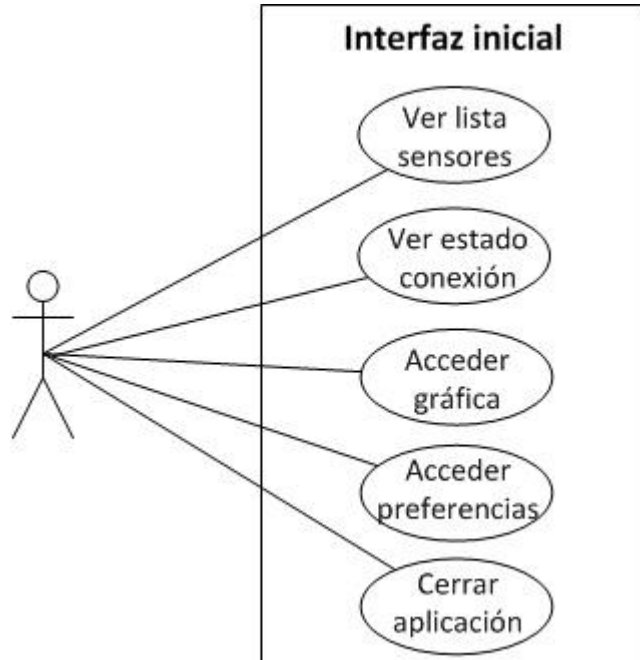 Interfaz inicial
Ver lista
sensores
Ver estado
conexión
Acceder
gráfica
Acceder
preferencias
Cerrar
aplicación